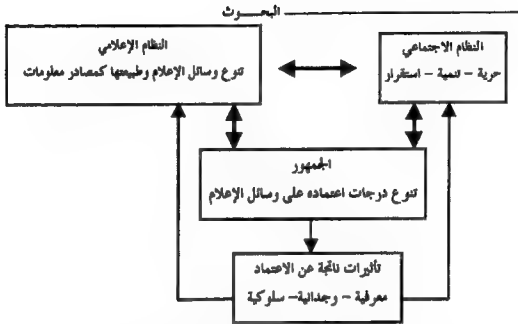 البحـــوث
النظام الاجتماعي
حرية – تنمية – استقرار
النظام الإعلامي
تنوع وسائل الإعلام وطبيعتها كمصادر معلومات
الجمهور
تنوع درجات اعتماده على وسائل الإعلام
تأثيرات ناتجة عن الاعتماد
معرفية – وجدانية – سلوكية